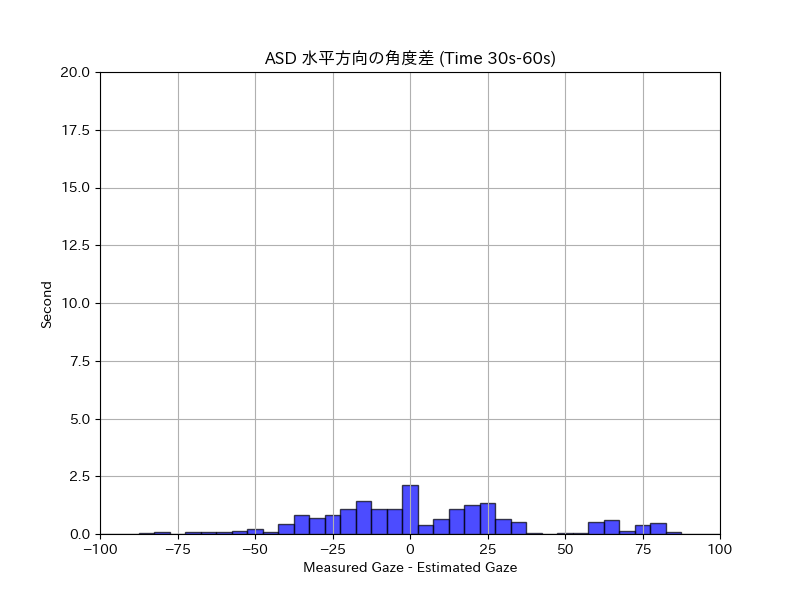 ASD 水平方向の角度差 (Time 30s-60s)
20.0
17.5
15.0
12.5
10.0
7.5
5.0
2.5
0.0
Second
−100 −75 −50 −25 0 25 50 75 100
Measured Gaze - Estimated Gaze